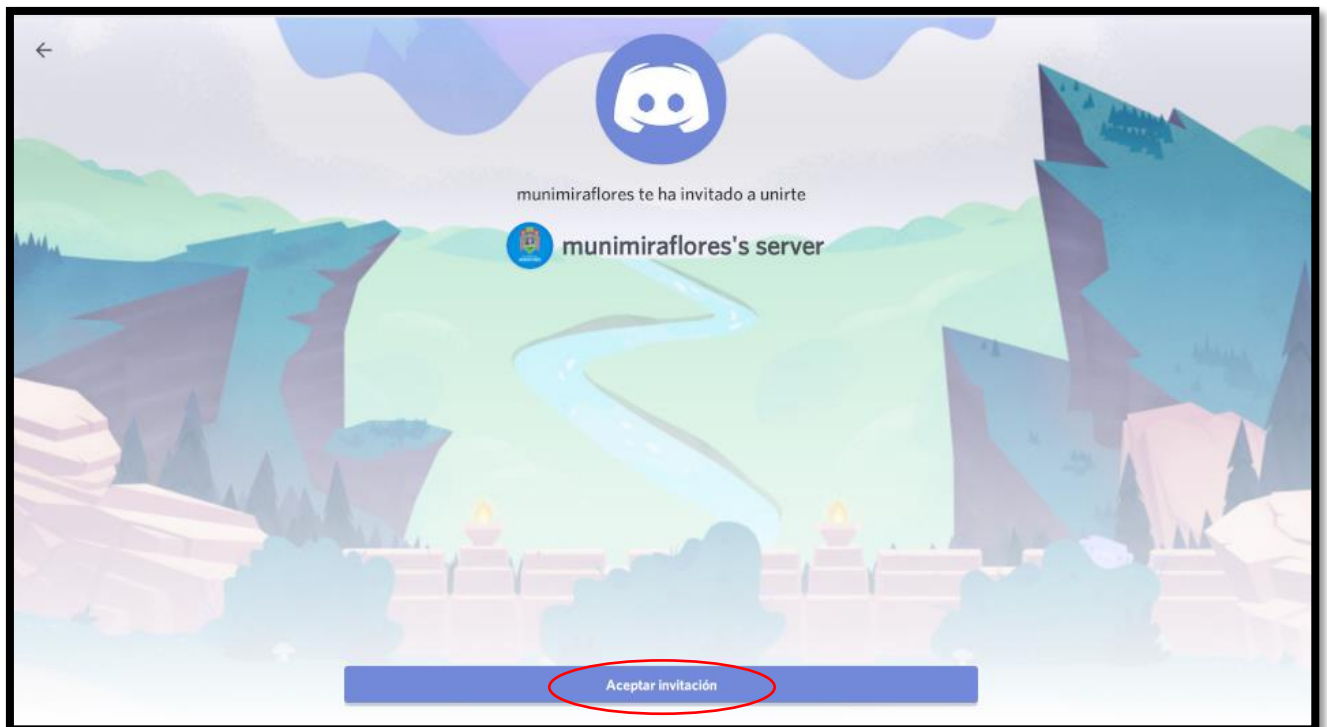 munimiraflores te ha invitado a unirte
munimiraflores's server
Aceptar invitación